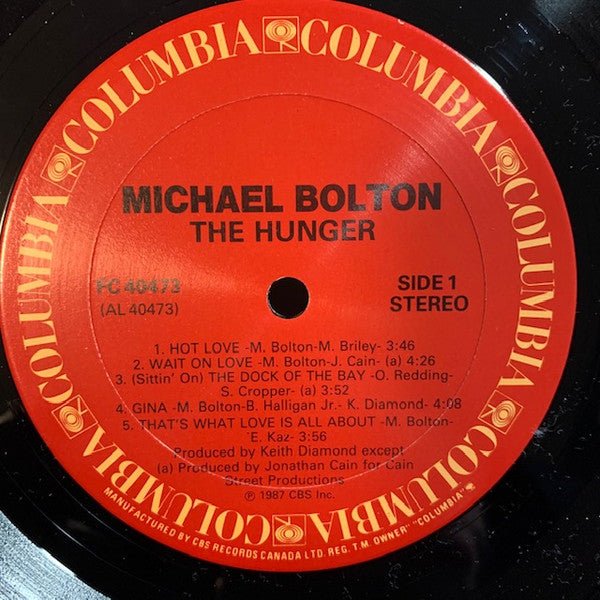 COLUMBIA COLUMBIA COLUMBIA COLUMBIA COLUMBIA COLUMBIA
MICHAEL BOLTON
THE HUNGER
FC 40473
(AL 40473)
SIDE 1
STEREO
1. HOT LOVE -M. Bolton-M. Briley- 3:46
2. WAIT ON LOVE -M. Bolton-J. Cain- (a) 4:26
3. (Sittin' On) THE DOCK OF THE BAY -O. Redding-
S. Cropper- (a) 3:52
4. GINA -M. Bolton-B. Halligan Jr.- K. Diamond- 4:08
5. THAT'S WHAT LOVE IS ALL ABOUT -M. Bolton-
E. Kaz- 3:56
Produced by Keith Diamond except
(a) Produced by Jonathan Cain for Cain
Street Productions
℗ 1987 CBS Inc.
MANUFACTURED BY CBS RECORDS CANADA LTD. REG. T.M. OWNER "COLUMBIA"